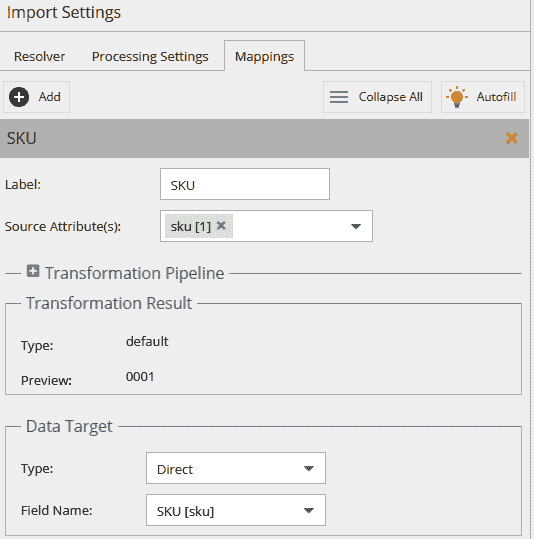 Import Settings
Resolver Processing Settings Mappings
Add Collapse All Autofill
SKU
Label: SKU
Source Attribute(s): sku [1]
Transformation Pipeline
Transformation Result
Type: default
Preview: 0001
Data Target
Type: Direct
Field Name: SKU [sku]